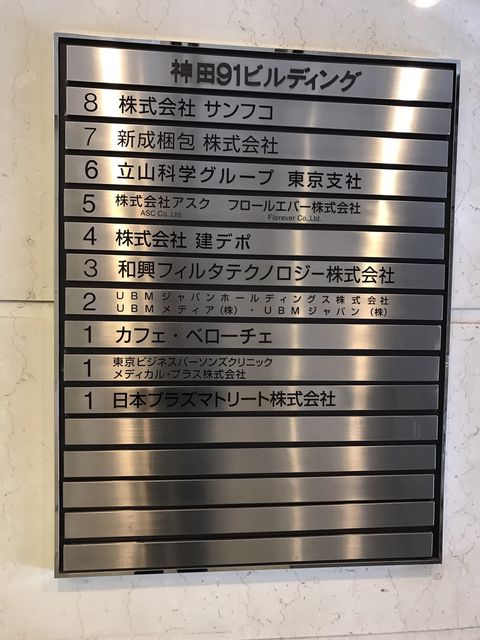 神田91ビルディング
8 株式会社 サンフコ
7 新成梱包 株式会社
6 立山科学グループ 東京支社
5 株式会社アスク フロールエバー株式会社
ASC Co.,Ltd. Florever Co.,Ltd.
4 株式会社 建デポ
3 和興フィルタテクノロジー株式会社
2 UBMジャパンホールディングス株式会社
UBMメディア(株)・UBMジャパン(株)
1 カフェ・ベローチェ
1 東京ビジネスパーソンズクリニック
メディカル・プラス株式会社
1 日本プラズマトリート株式会社